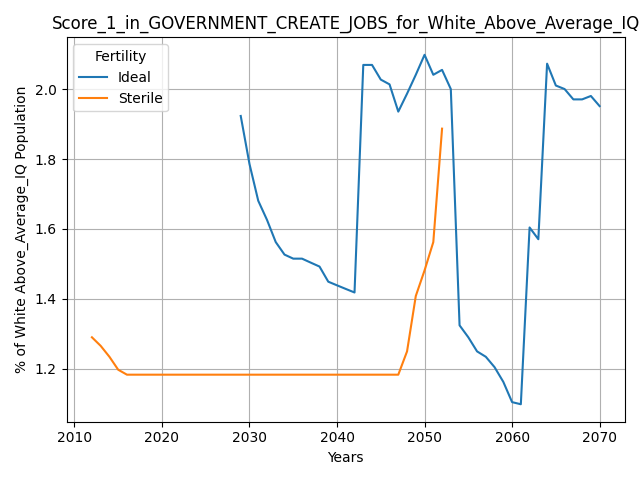 Score_1_in_GOVERNMENT_CREATE_JOBS_for_White_Above_Average_IQ
Fertility
Ideal
Sterile
% of White Above_Average_IQ Population
2.0
1.8
1.6
1.4
1.2
2010 2020 2030 2040 2050 2060 2070
Years